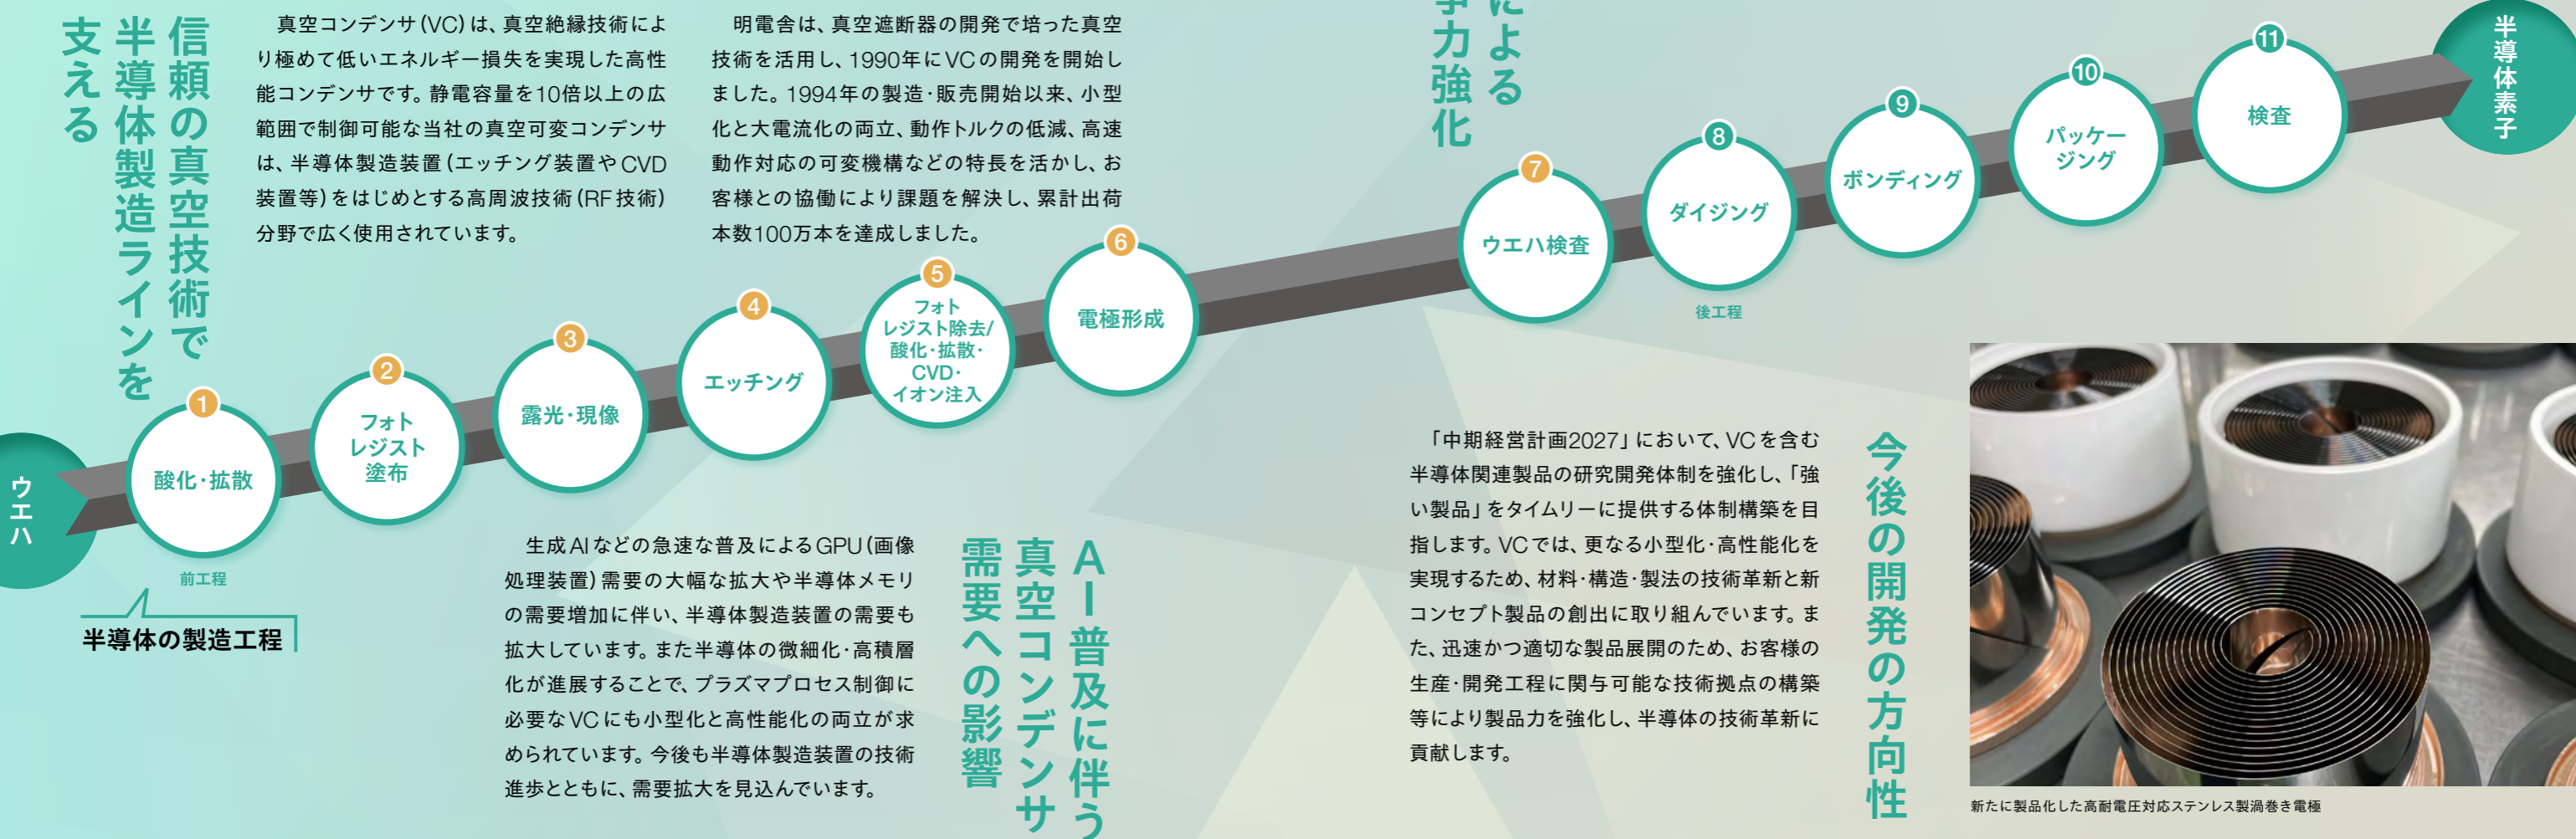 信頼の真空技術で
半導体製造ラインを
支える
真空コンデンサ(VC)は、真空絶縁技術によ
り極めて低いエネルギー損失を実現した高性
能コンデンサです。静電容量を10倍以上の広
範囲で制御可能な当社の真空可変コンデンサ
は、半導体製造装置(エッチング装置やCVD
装置等)をはじめとする高周波技術(RF技術)
分野で広く使用されています。
明電舎は、真空遮断器の開発で培った真空
技術を活用し、1990年にVCの開発を開始し
ました。1994年の製造・販売開始以来、小型
化と大電流化の両立、動作トルクの低減、高速
動作対応の可変機構などの特長を活かし、お
客様との協働により課題を解決し、累計出荷
本数100万本を達成しました。
による
争力強化
ウエハ
1
酸化・拡散
前工程
半導体の製造工程
2
フォト
レジスト
塗布
3
露光・現像
4
エッチング
5
フォト
レジスト除去/
酸化・拡散・
CVD・
イオン注入
6
電極形成
7
ウエハ検査
8
ダイジング
後工程
9
ボンディング
10
パッケー
ジング
11
検査
半導体素子
AI普及に伴う
真空コンデンサ
需要への影響
生成AIなどの急速な普及によるGPU(画像
処理装置)需要の大幅な拡大や半導体メモリ
の需要増加に伴い、半導体製造装置の需要も
拡大しています。また半導体の微細化・高積層
化が進展することで、プラズマプロセス制御に
必要なVCにも小型化と高性能化の両立が求
められています。今後も半導体製造装置の技術
進歩とともに、需要拡大を見込んでいます。
今後の開発の方向性
「中期経営計画2027」において、VCを含む
半導体関連製品の研究開発体制を強化し、「強
い製品」をタイムリーに提供する体制構築を目
指します。VCでは、更なる小型化・高性能化を
実現するため、材料・構造・製法の技術革新と新
コンセプト製品の創出に取り組んでいます。ま
た、迅速かつ適切な製品展開のため、お客様の
生産・開発工程に関与可能な技術拠点の構築
等により製品力を強化し、半導体の技術革新に
貢献します。
新たに製品化した高耐電圧対応ステンレス製渦巻き電極